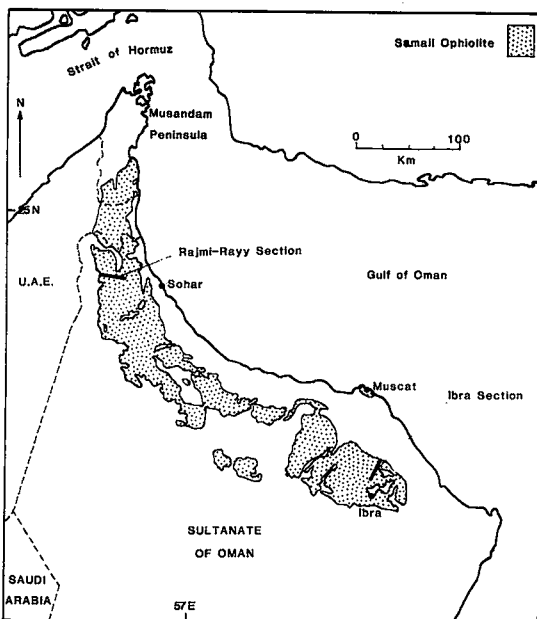 Strait of Hormuz
Samail Ophiolite
N
Musandam
Peninsula
0 100
Km
25N
Rajmi-Rayy Section
U.A.E.
Sohar
Gulf of Oman
Muscat
Ibra Section
Ibra
SULTANATE
OF OMAN
SAUDI
ARABIA
57E